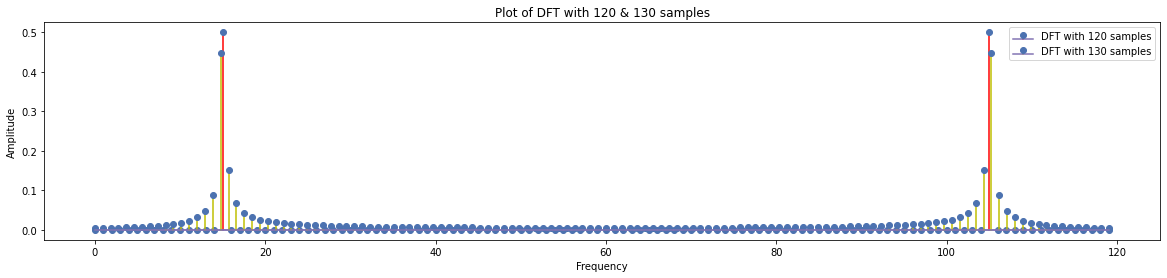 Plot of DFT with 120 & 130 samples
DFT with 120 samples
DFT with 130 samples
Amplitude
0.5
0.4
0.3
0.2
0.1
0.0
0
20
40
60
80
100
120
Frequency